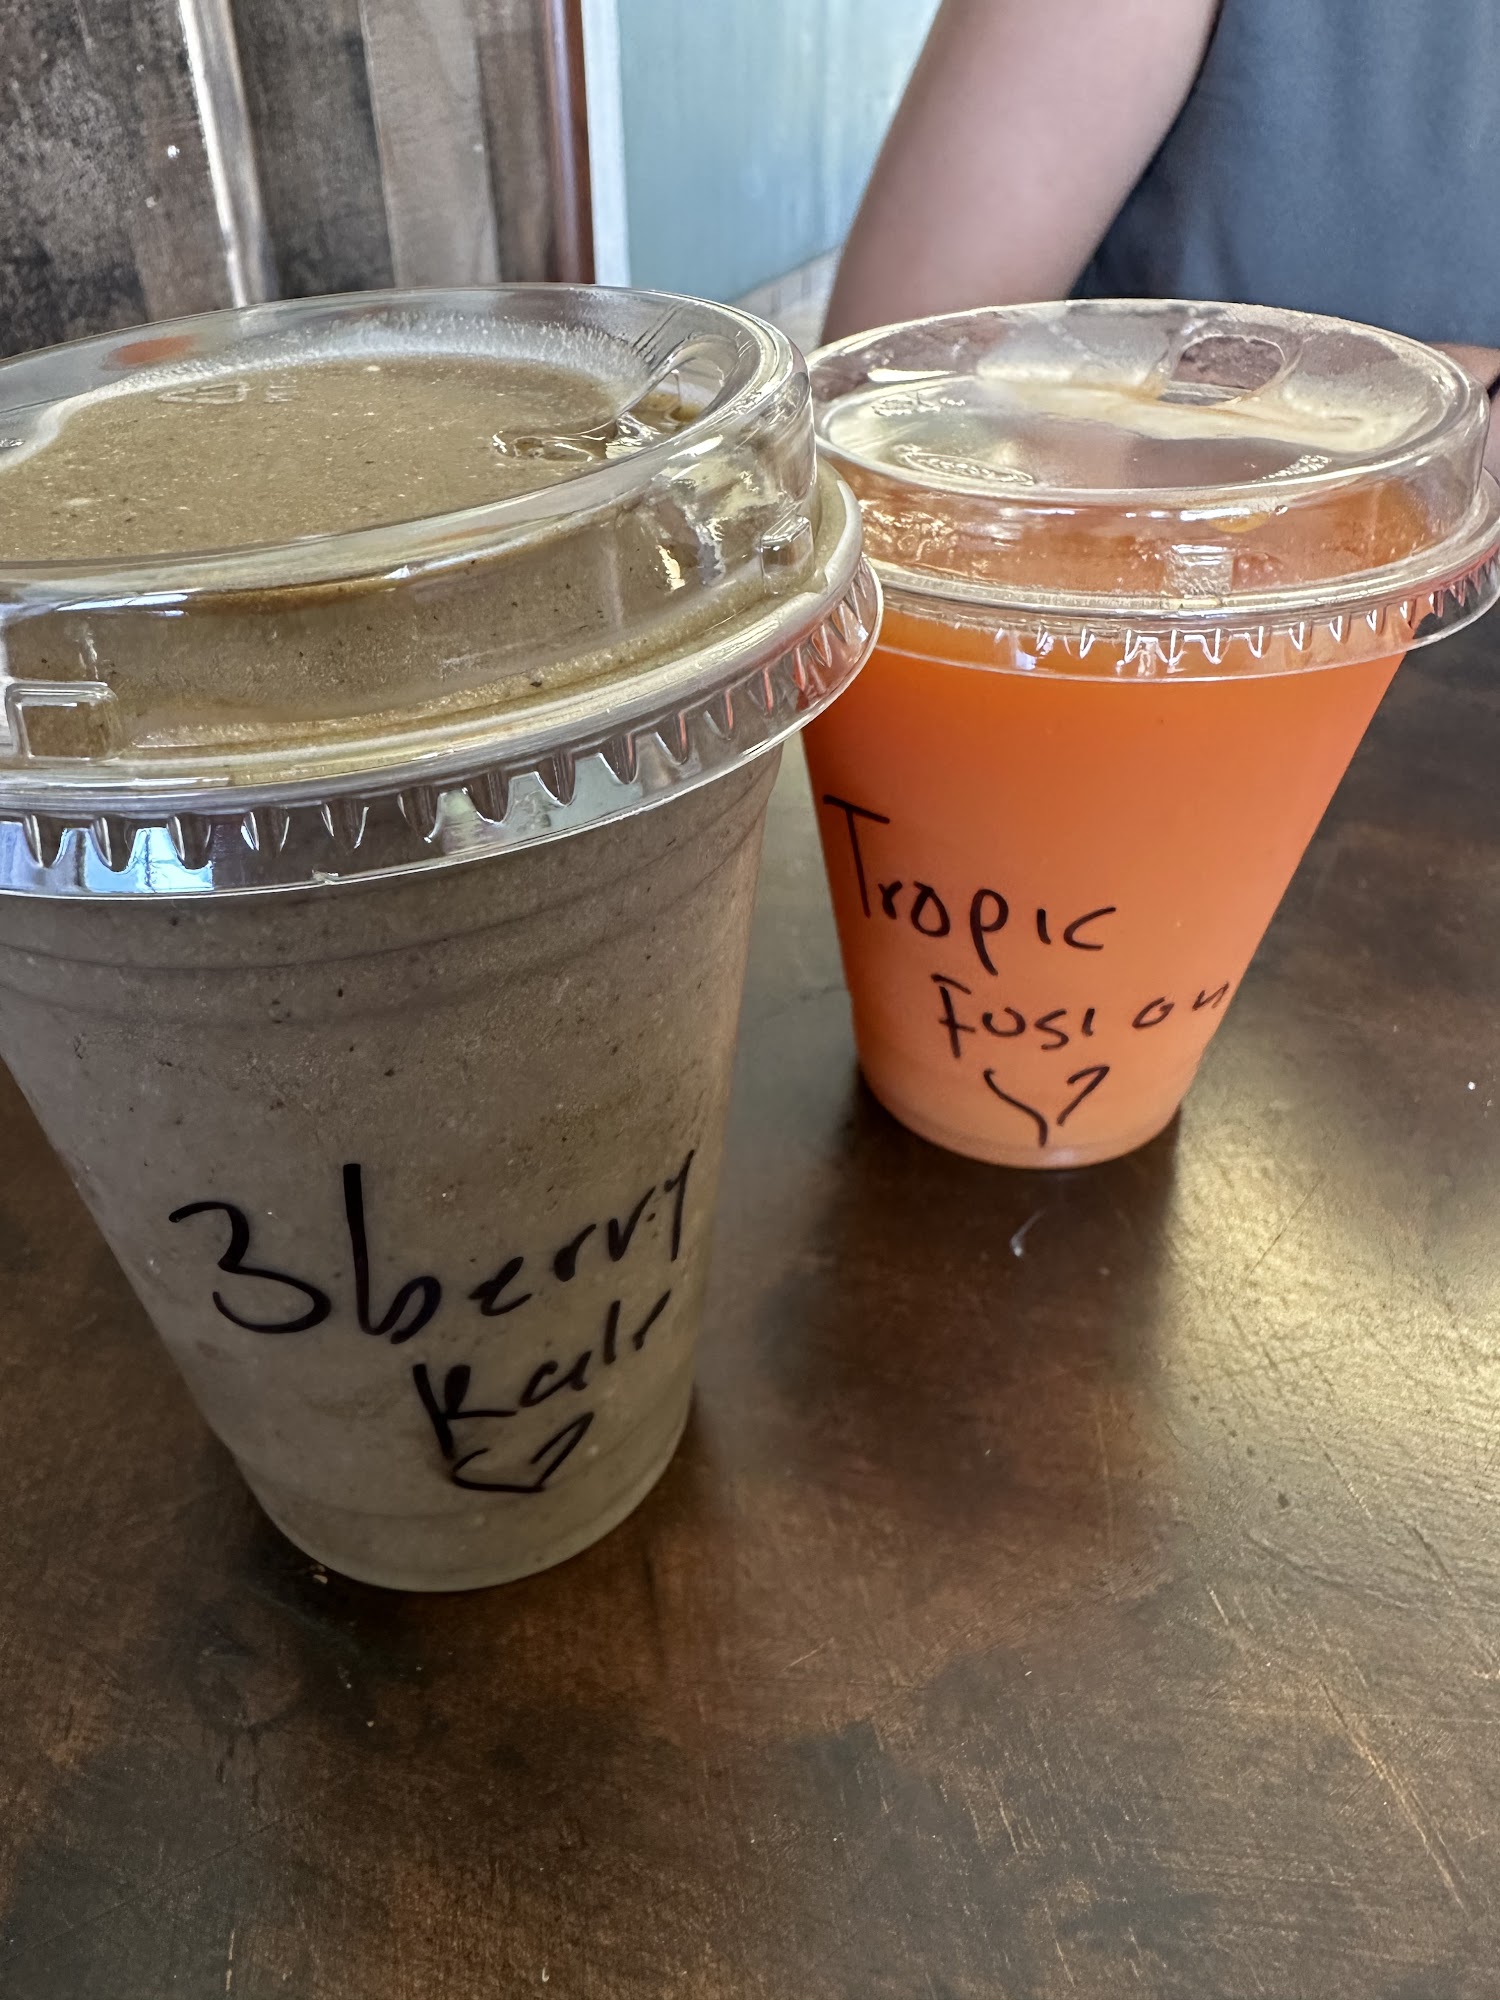 3berry
Kale
Tropic
Fusion